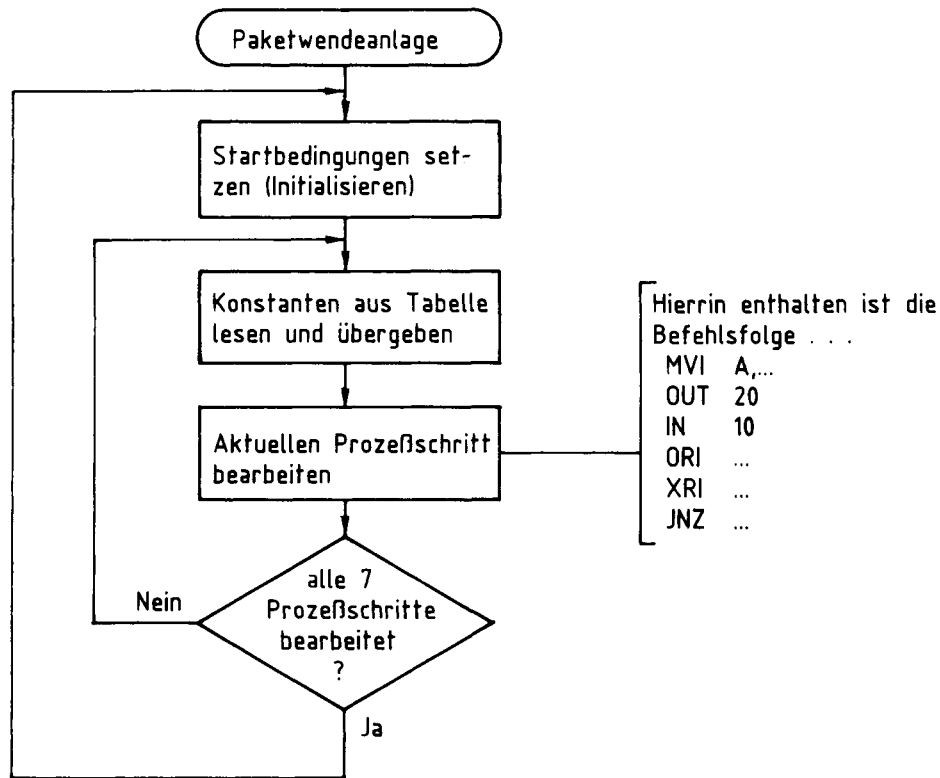 Paketwendeanlage
Startbedingungen set-
zen (Initialisieren)
Konstanten aus Tabelle
lesen und übergeben
Aktuellen Prozeßschritt
bearbeiten
Hierrin enthalten ist die
Befehlsfolge . . .
MVI A,...
OUT 20
IN 10
ORI ...
XRI ...
JNZ ...
alle 7
Prozeßschritte
bearbeitet
?
Nein
Ja